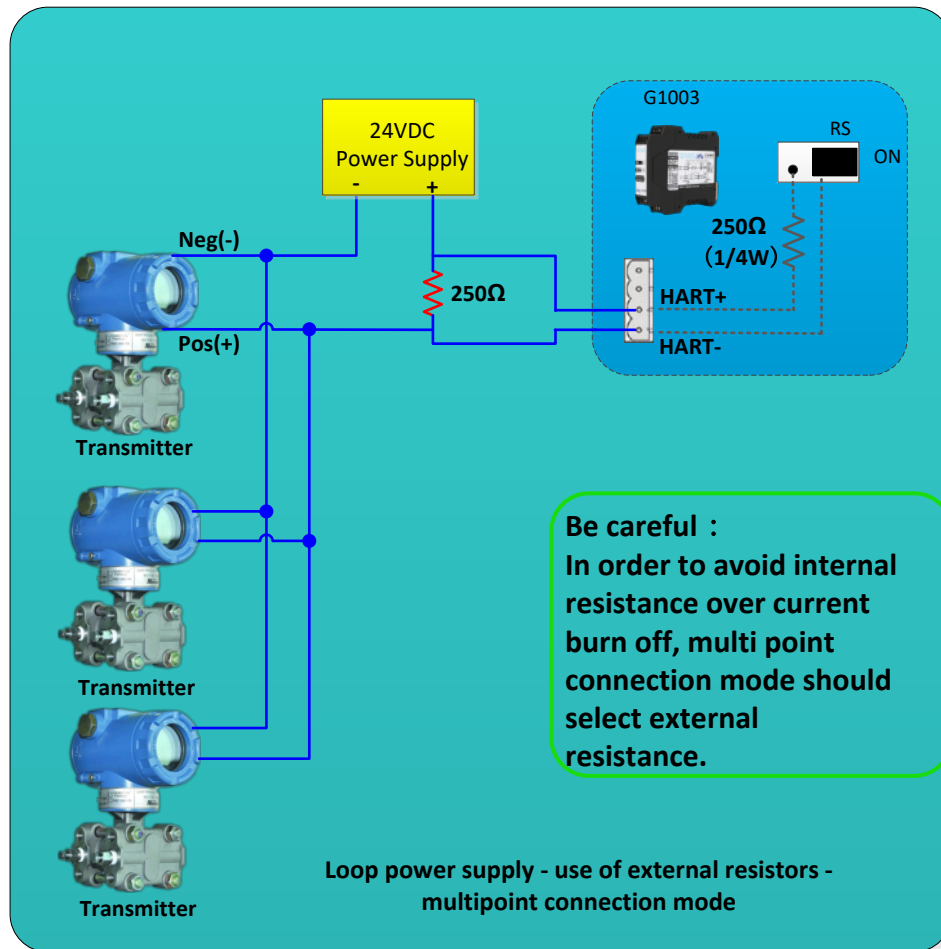 G1003
RS
ON
24VDC
Power Supply
- +
250Ω
（1/4W）
Neg(-)
250Ω
HART+
Pos(+)
HART-
Transmitter
Be careful：
In order to avoid internal
resistance over current
burn off, multi point
connection mode should
select external
resistance.
Transmitter
Loop power supply - use of external resistors -
multipoint connection mode
Transmitter